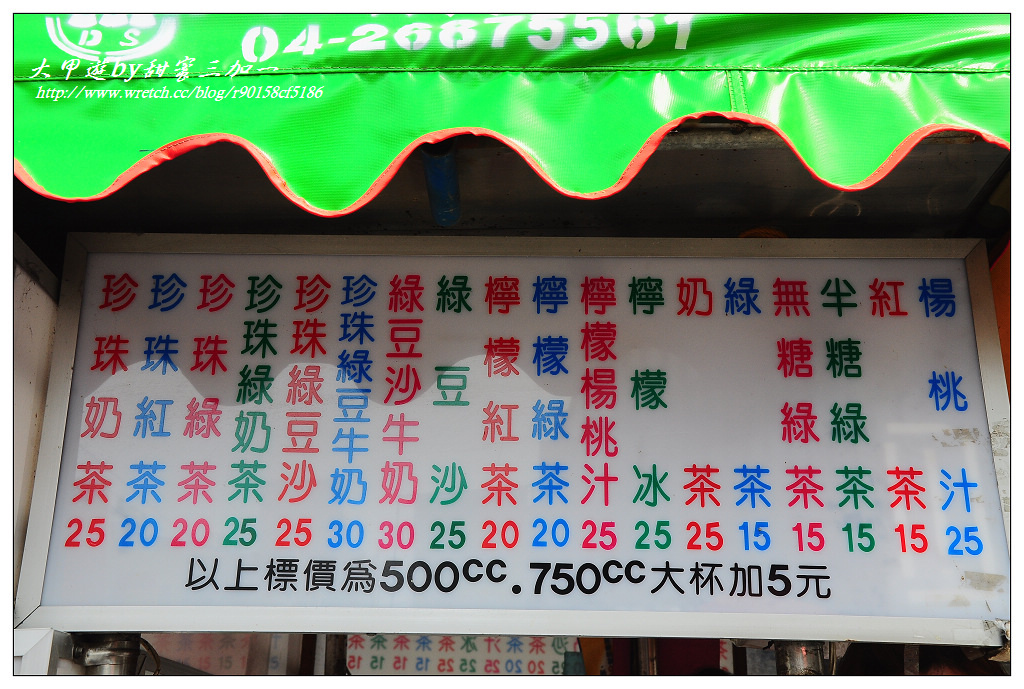 DS
04-26875561
大甲遊by甜蜜三加一
http://www.wretch.cc/blog/r90158cf5186
珍珠奶茶 25
珍珠紅茶 20
珍珠綠茶 20
珍珠綠奶茶 25
珍珠綠豆沙 25
珍珠綠豆牛奶 30
綠豆沙牛奶 30
綠豆沙 25
檸檬紅茶 20
檸檬綠茶 20
檸檬楊桃汁 25
檸檬冰 25
奶茶 25
綠茶 15
無糖綠茶 15
半糖綠茶 15
紅茶 15
楊桃汁 25
以上標價為500cc.750cc大杯加5元